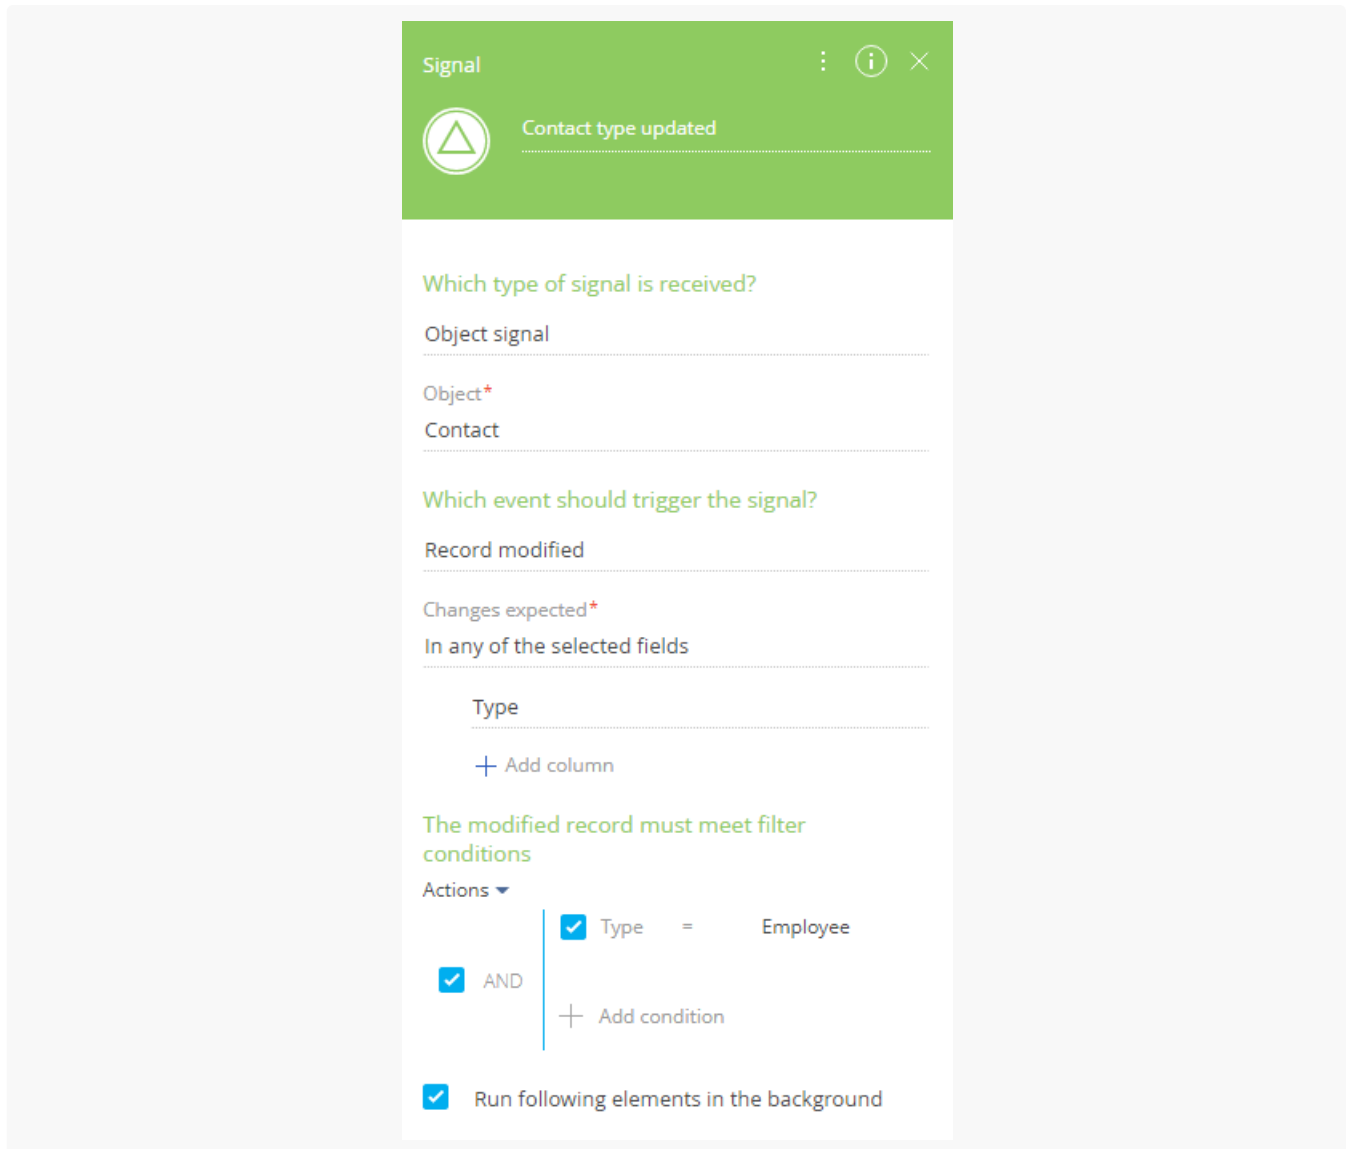 Signal
Contact type updated
Which type of signal is received?
Object signal
Object*
Contact
Which event should trigger the signal?
Record modified
Changes expected*
In any of the selected fields
Type
+ Add column
The modified record must meet filter
conditions
Actions
Type = Employee
AND
+ Add condition
Run following elements in the background